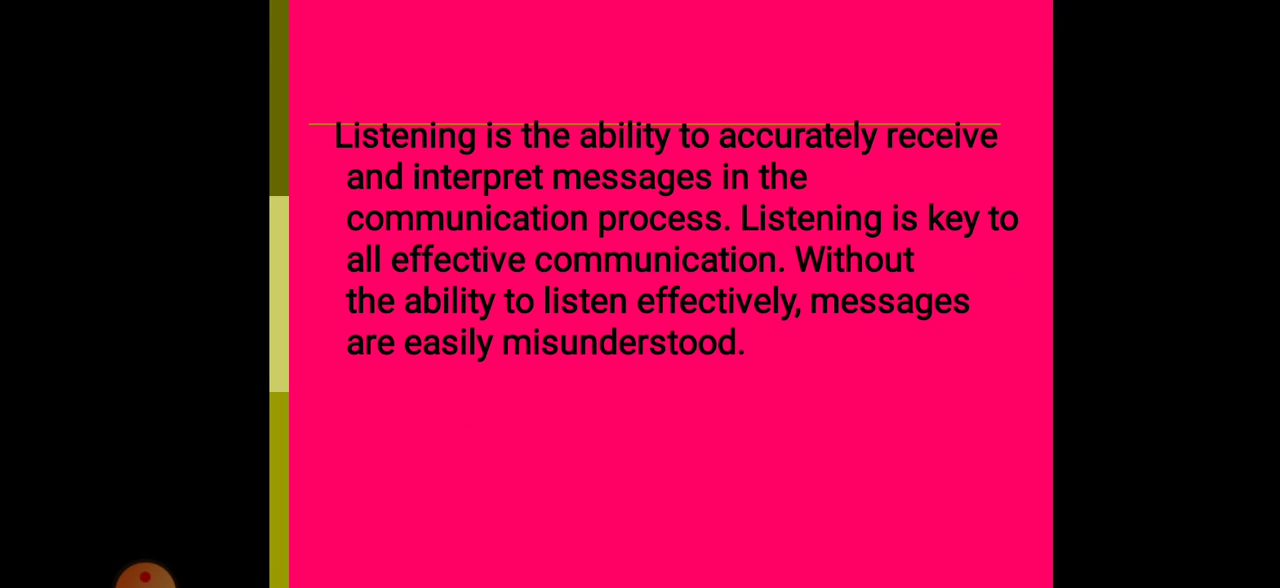 Listening is the ability to accurately receive
and interpret messages in the
communication process. Listening is key to
all effective communication. Without
the ability to listen effectively, messages
are easily misunderstood.